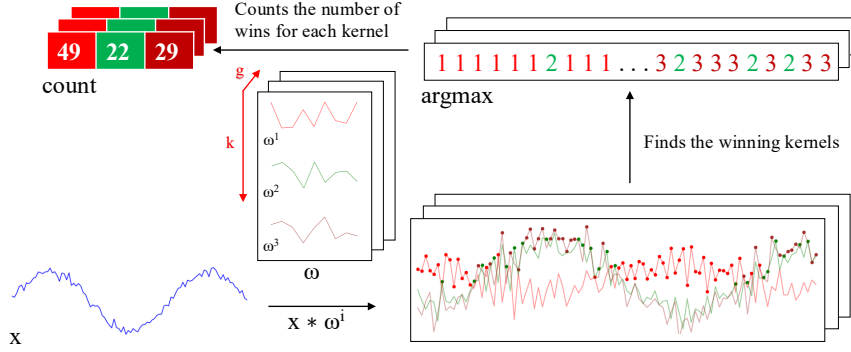 Counts the number of
wins for each kernel
49 22 29
count
1 1 1 1 1 1 2 1 1 1 . . . 3 2 3 3 3 2 3 2 3 3
argmax
g
k
ω¹
ω²
ω³
ω
Finds the winning kernels
x
x * ωⁱ